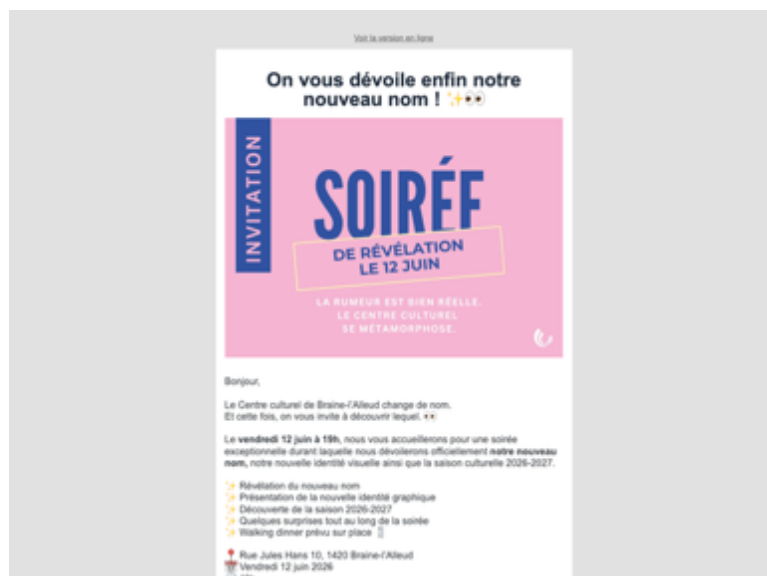 Voir la version en ligne
On vous dévoile enfin notre
nouveau nom ! ✨👀
INVITATION
SOIRÉE
DE RÉVÉLATION
LE 12 JUIN
LA RUMEUR EST BIEN RÉELLE.
LE CENTRE CULTUREL
SE MÉTAMORPHOSE.
Bonjour,
Le Centre culturel de Braine-l'Alleud change de nom.
Et cette fois, on vous invite à découvrir lequel. 👀
Le vendredi 12 juin à 19h, nous vous accueillerons pour une soirée
exceptionnelle durant laquelle nous dévoilerons officiellement notre nouveau
nom, notre nouvelle identité visuelle ainsi que la saison culturelle 2026-2027.
✨ Révélation du nouveau nom
✨ Présentation de la nouvelle identité graphique
✨ Découverte de la saison 2026-2027
✨ Quelques surprises tout au long de la soirée
✨ Walking dinner prévu sur place
📍 Rue Jules Hans 10, 1420 Braine-l'Alleud
📅 Vendredi 12 juin 2026